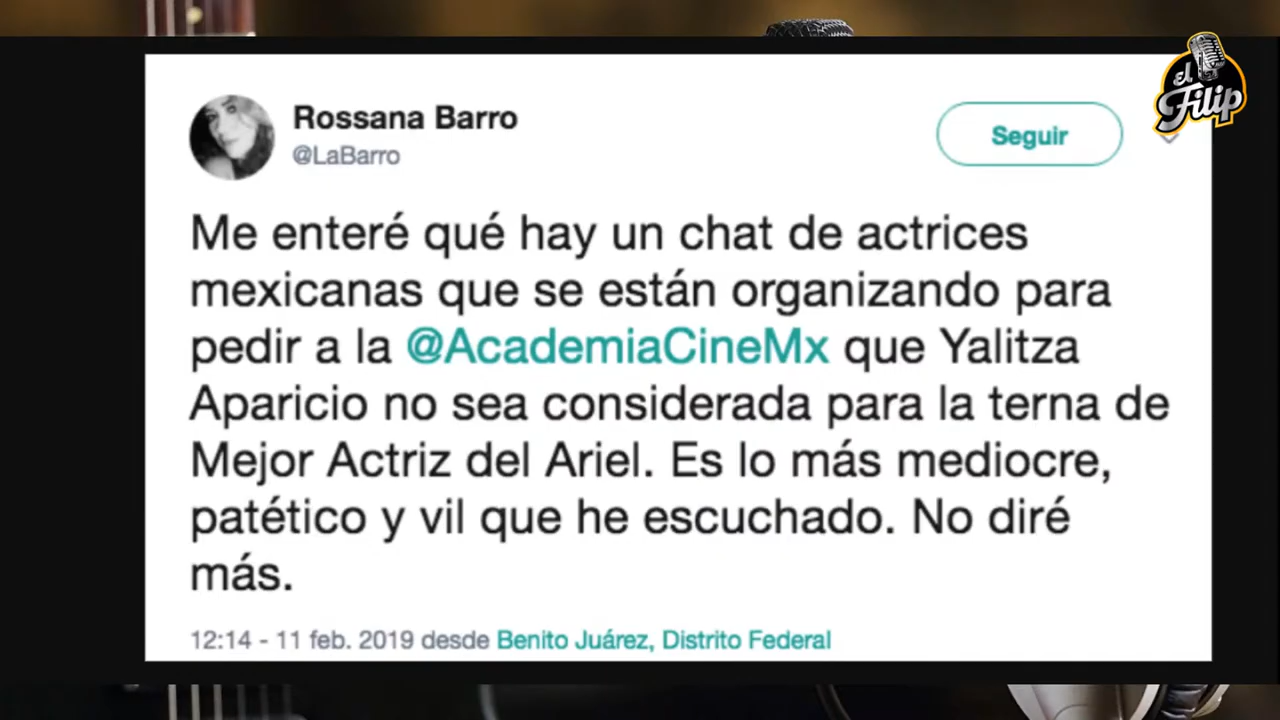 El
Filip
Rossana Barro
@LaBarro
Seguir
Me enteré qué hay un chat de actrices
mexicanas que se están organizando para
pedir a la @AcademiaCineMx que Yalitza
Aparicio no sea considerada para la terna de
Mejor Actriz del Ariel. Es lo más mediocre,
patético y vil que he escuchado. No diré
más.
12:14 - 11 feb. 2019 desde Benito Juárez, Distrito Federal